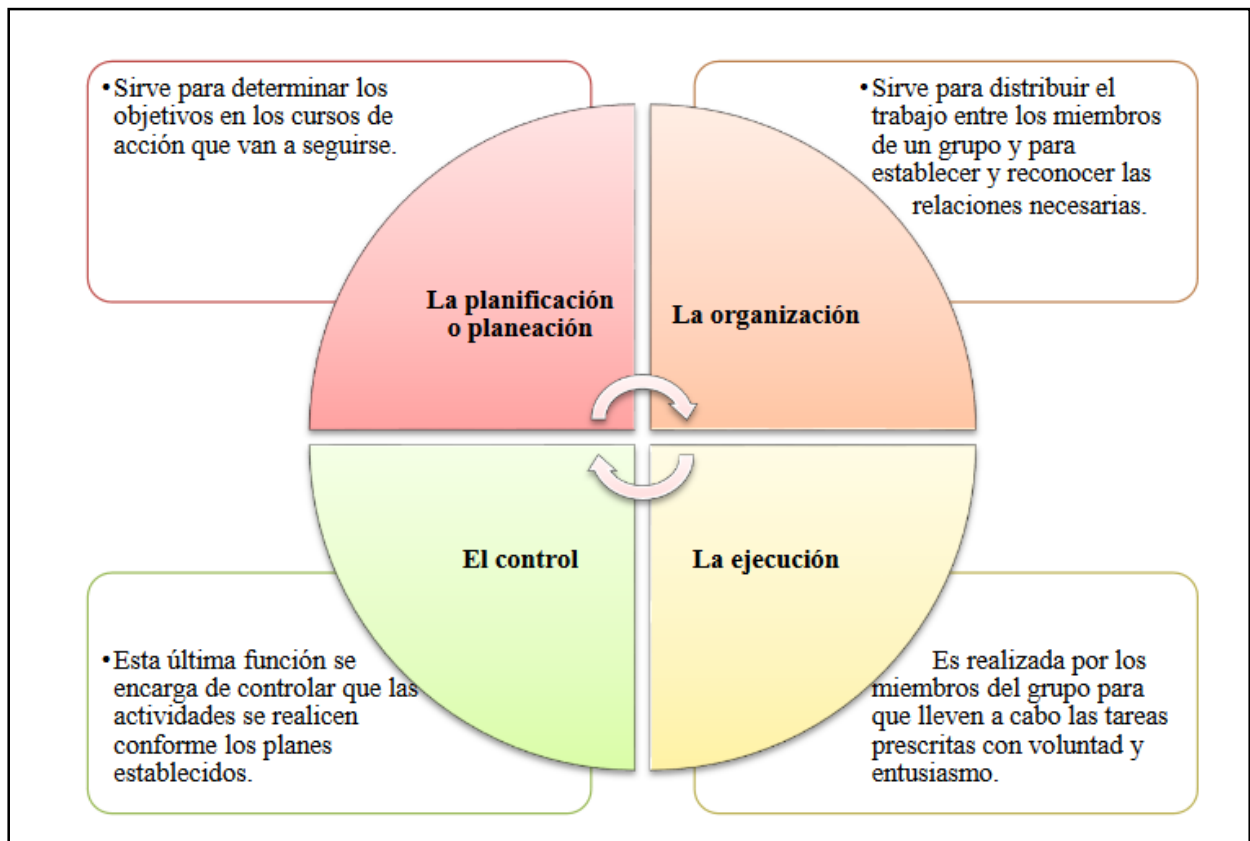 •Sirve para determinar los
objetivos en los cursos de
acción que van a seguirse.
•Sirve para distribuir el
trabajo entre los miembros
de un grupo y para
establecer y reconocer las
relaciones necesarias.
La planificación
o planeación
La organización
El control
La ejecución
•Esta última función se
encarga de controlar que las
actividades se realicen
conforme los planes
establecidos.
Es realizada por los
miembros del grupo para
que lleven a cabo las tareas
prescritas con voluntad y
entusiasmo.